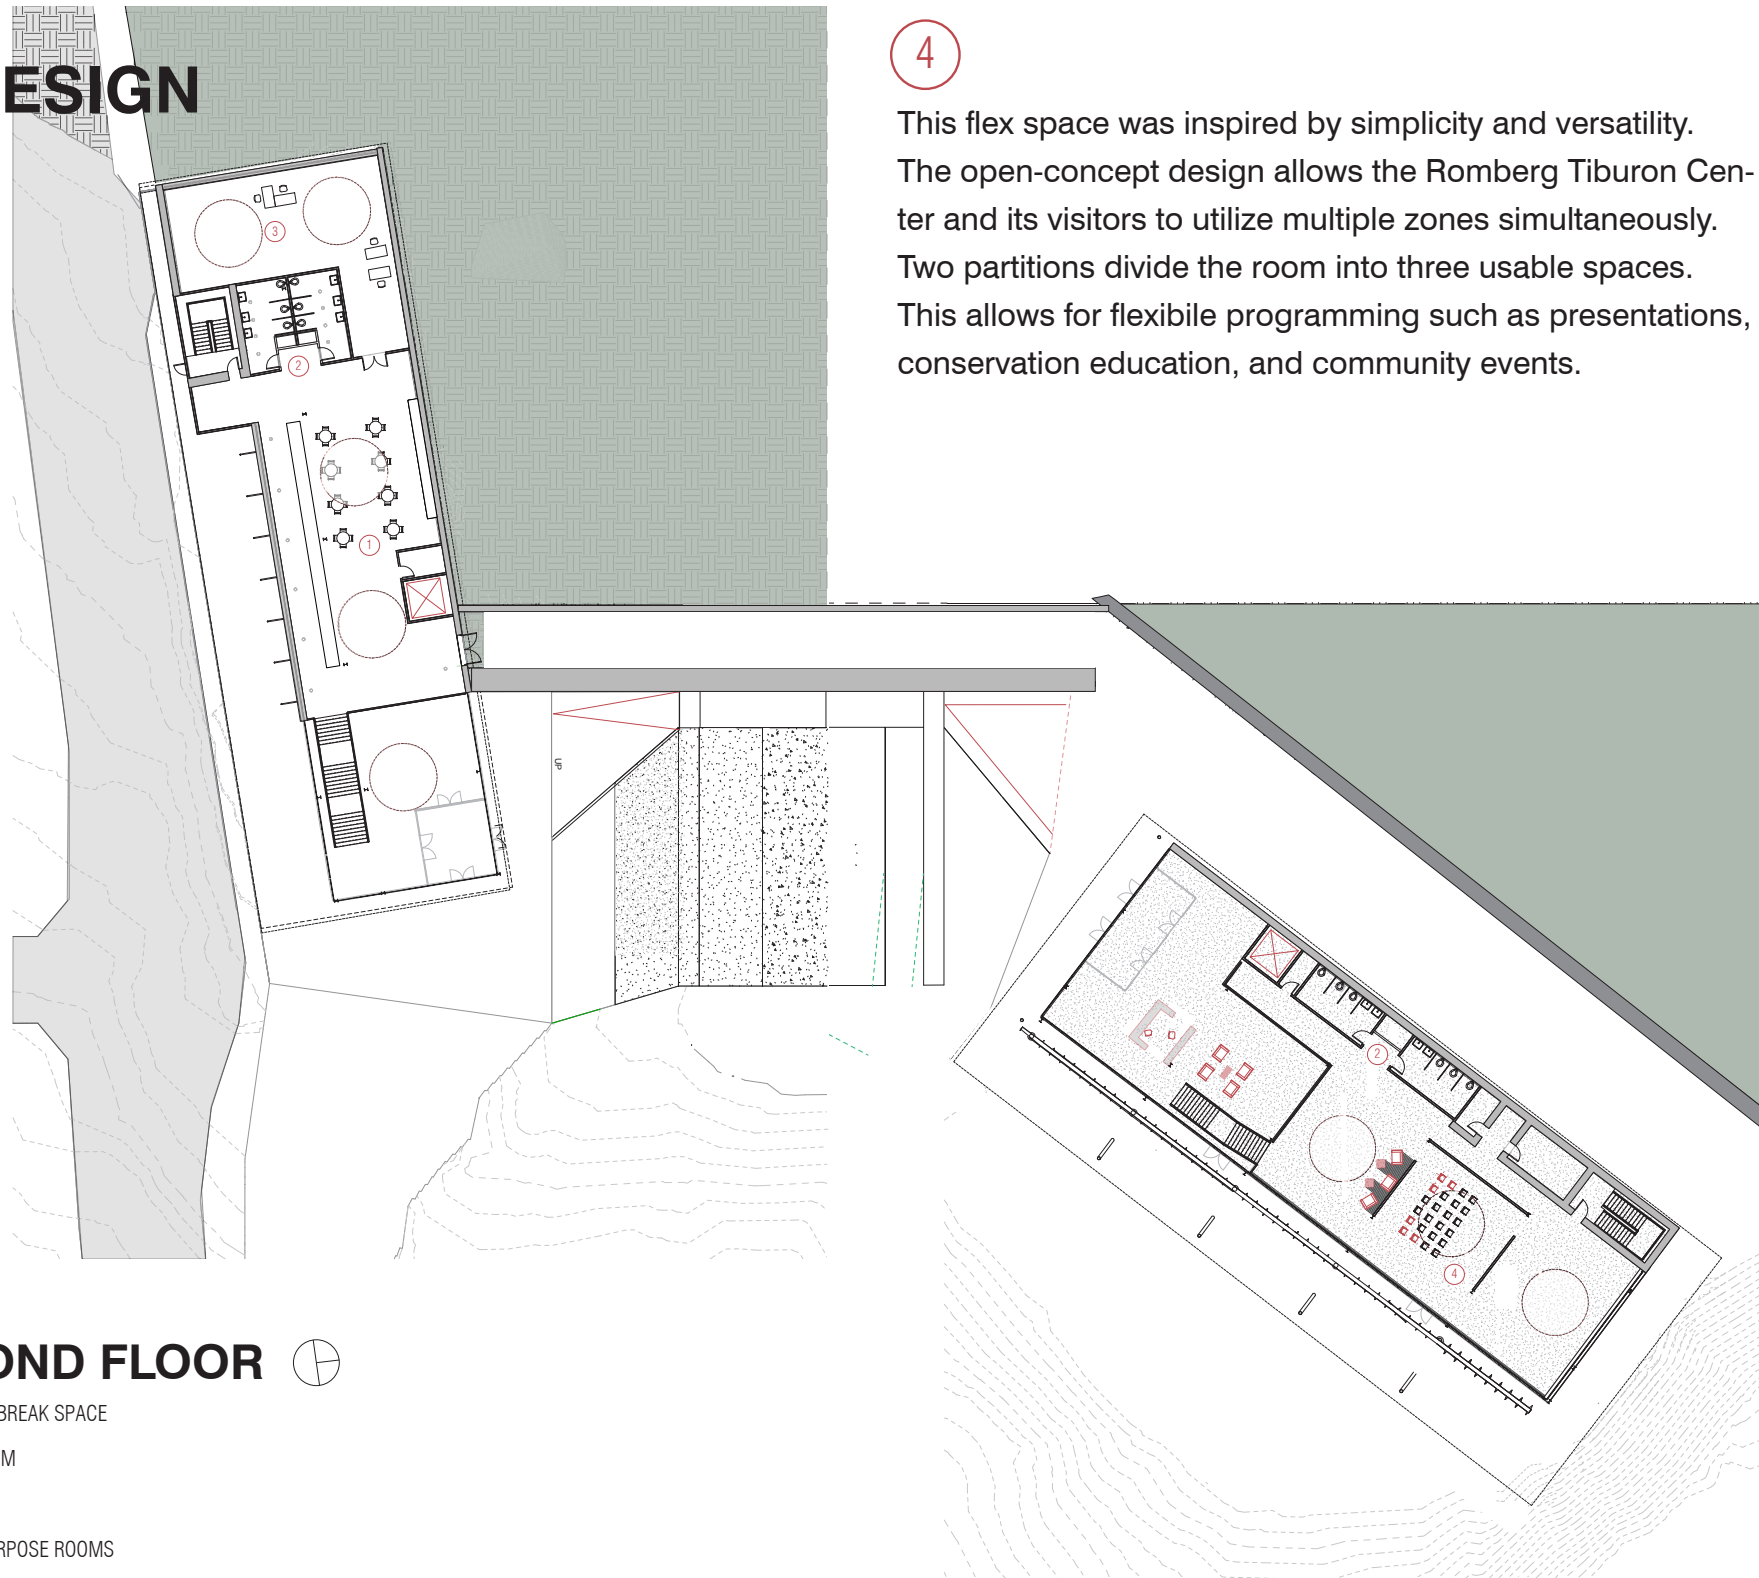 ESIGN
4
This flex space was inspired by simplicity and versatility.
The open-concept design allows the Romberg Tiburon Cen-
ter and its visitors to utilize multiple zones simultaneously.
Two partitions divide the room into three usable spaces.
This allows for flexibile programming such as presentations,
conservation education, and community events.
3
2
1
UP
2
4
OND FLOOR
BREAK SPACE
M
RPOSE ROOMS